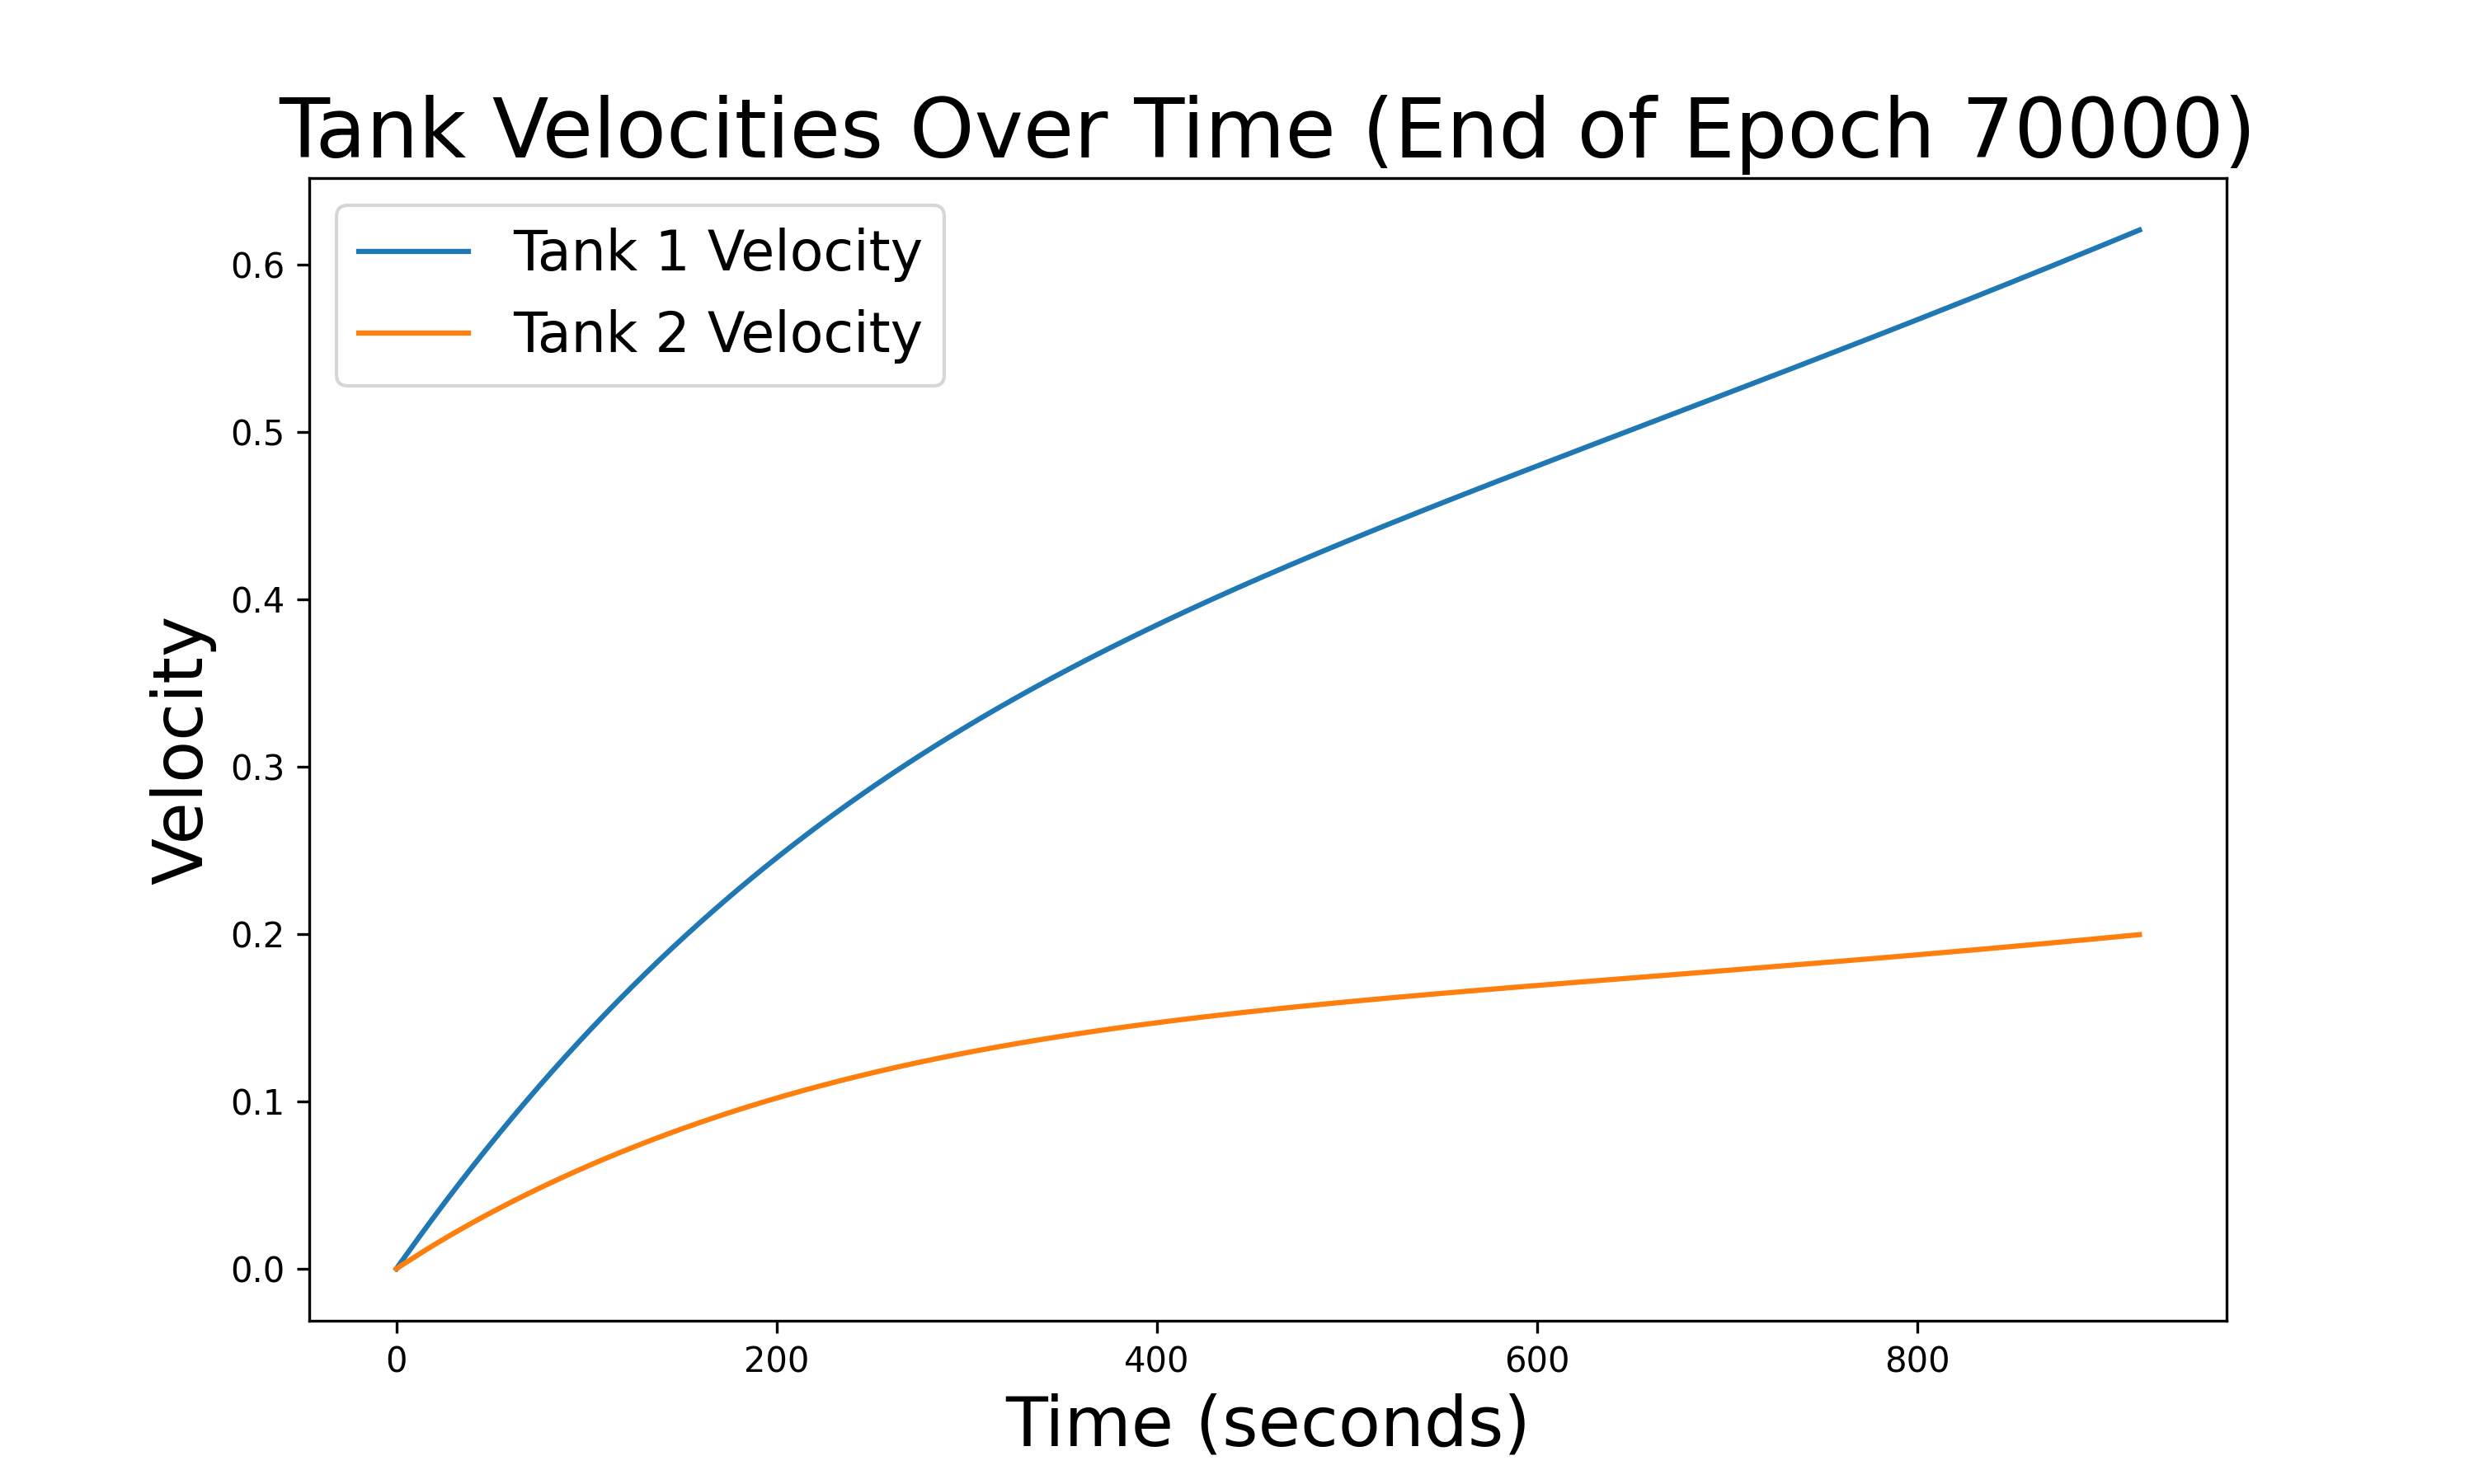 Tank Velocities Over Time (End of Epoch 70000)
Tank 1 Velocity
Tank 2 Velocity
Velocity
0.6
0.5
0.4
0.3
0.2
0.1
0.0
0 200 400 600 800
Time (seconds)